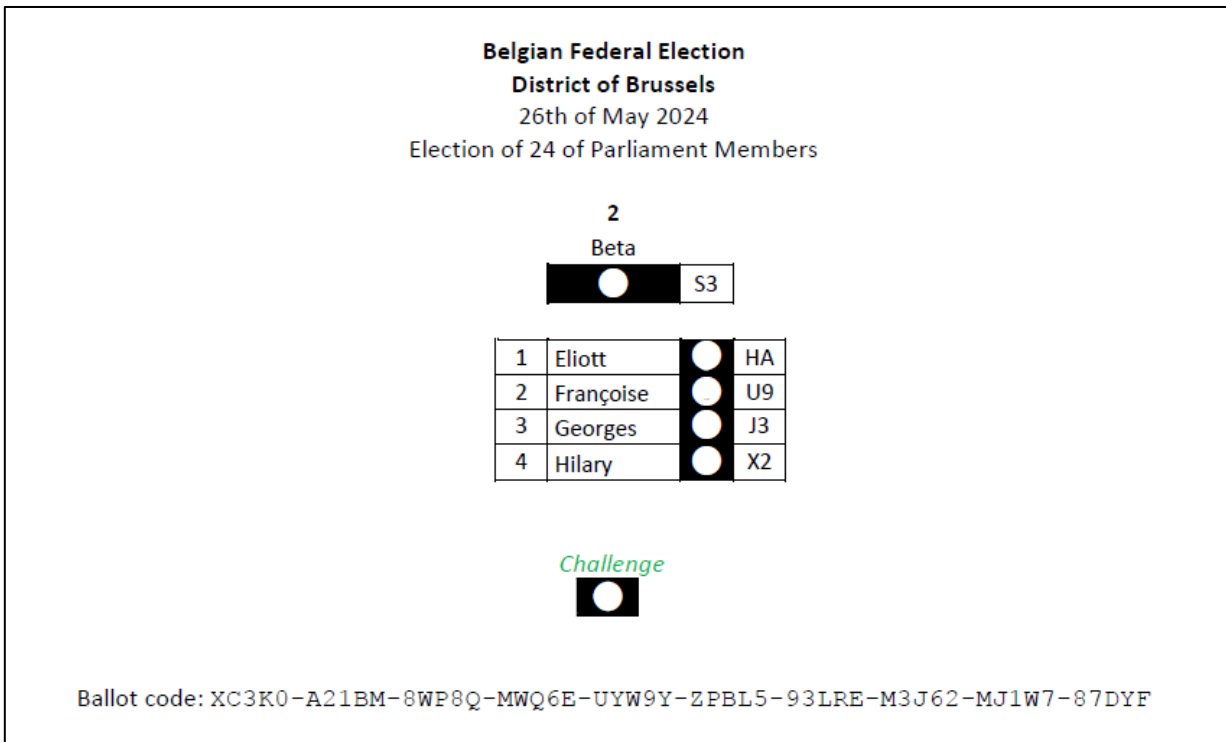 Belgian Federal Election
District of Brussels
26th of May 2024
Election of 24 of Parliament Members
2
Beta
S3
1 Eliott HA
2 Françoise U9
3 Georges J3
4 Hilary X2
Challenge
Ballot code: XC3K0-A21BM-8WP8Q-MWQ6E-UYW9Y-ZPBL5-93LRE-M3J62-MJ1W7-87DYF